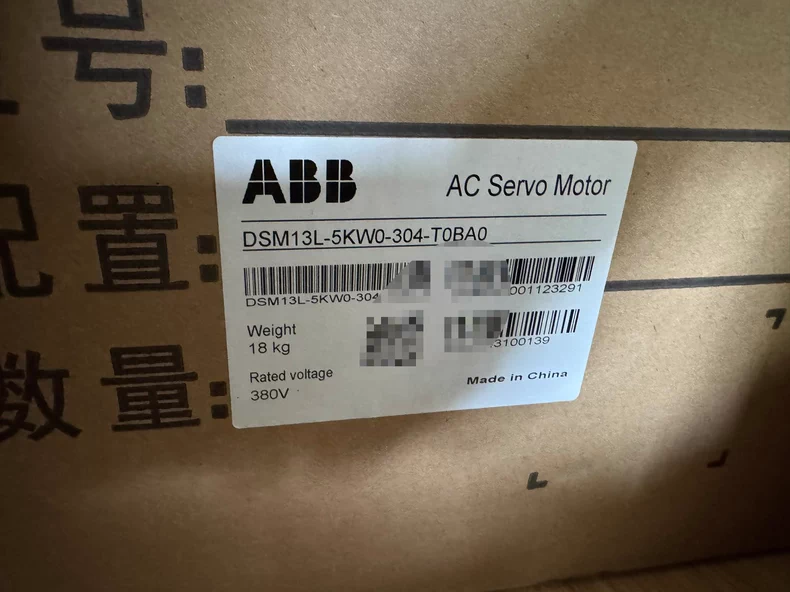 号:
置:
数量:
ABB
AC Servo Motor
DSM13L-5KW0-304-T0BA0
DSM13L-5KW0-304
001123291
Weight
18 kg
3100139
Rated voltage
380V
Made in China